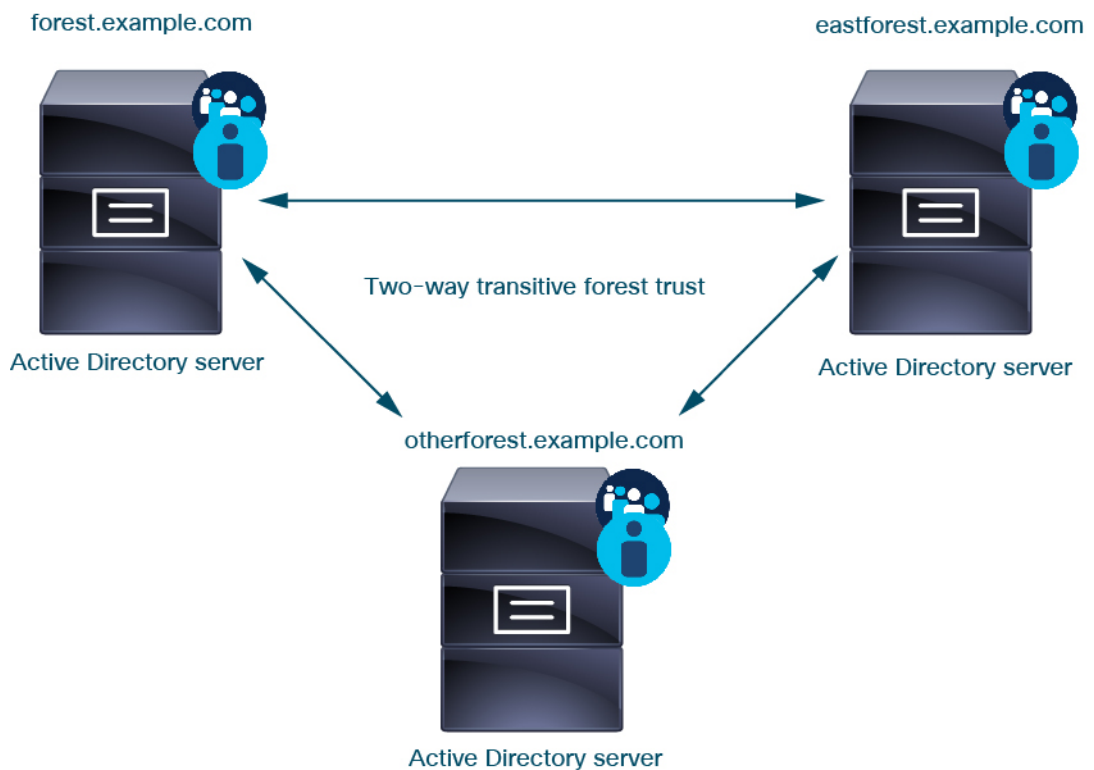 forest.example.com
eastforest.example.com
Two-way transitive forest trust
Active Directory server
Active Directory server
otherforest.example.com
Active Directory server